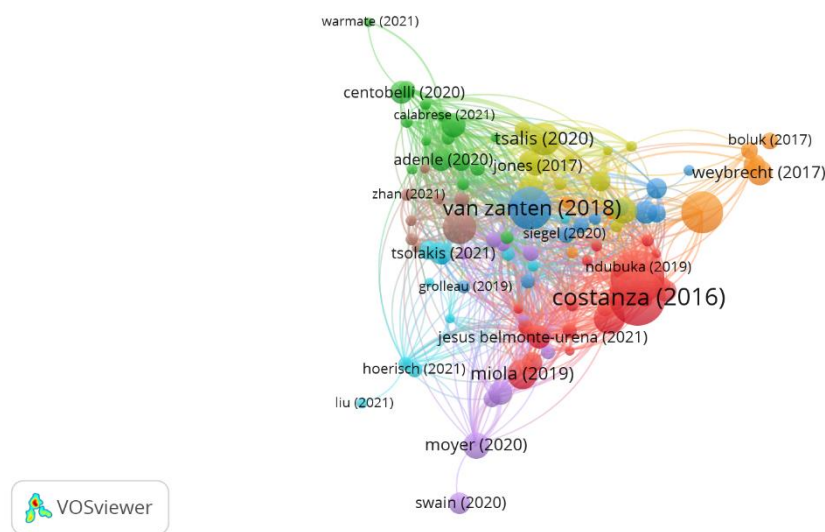 warmate (2021)
centobelli (2020)
calabrese (2021)
tsalis (2020)
boluk (2017)
adenle (2020)
jones (2017)
weybrecht (2017)
zhan (2021)
van zanten (2018)
siegel (2020)
tsolakis (2021)
ndubuka (2019)
grolleau (2019)
costanza (2016)
jesus belmonte-urena (2021)
hoerisch (2021)
miola (2019)
liu (2021)
moyer (2020)
swain (2020)
VOSviewer